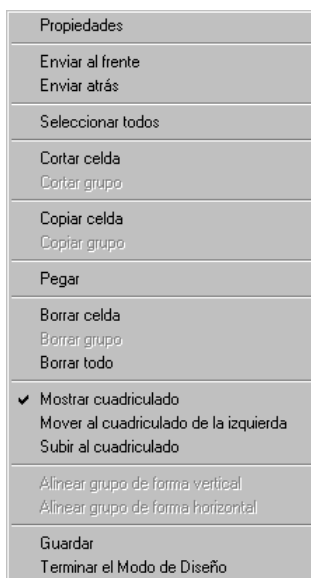 Propiedades
Enviar al frente
Enviar atrás
Seleccionar todos
Cortar celda
Cortar grupo
Copiar celda
Copiar grupo
Pegar
Borrar celda
Borrar grupo
Borrar todo
Mostrar cuadriculado
Mover al cuadriculado de la izquierda
Subir al cuadriculado
Alinear grupo de forma vertical
Alinear grupo de forma horizontal
Guardar
Terminar el Modo de Diseño